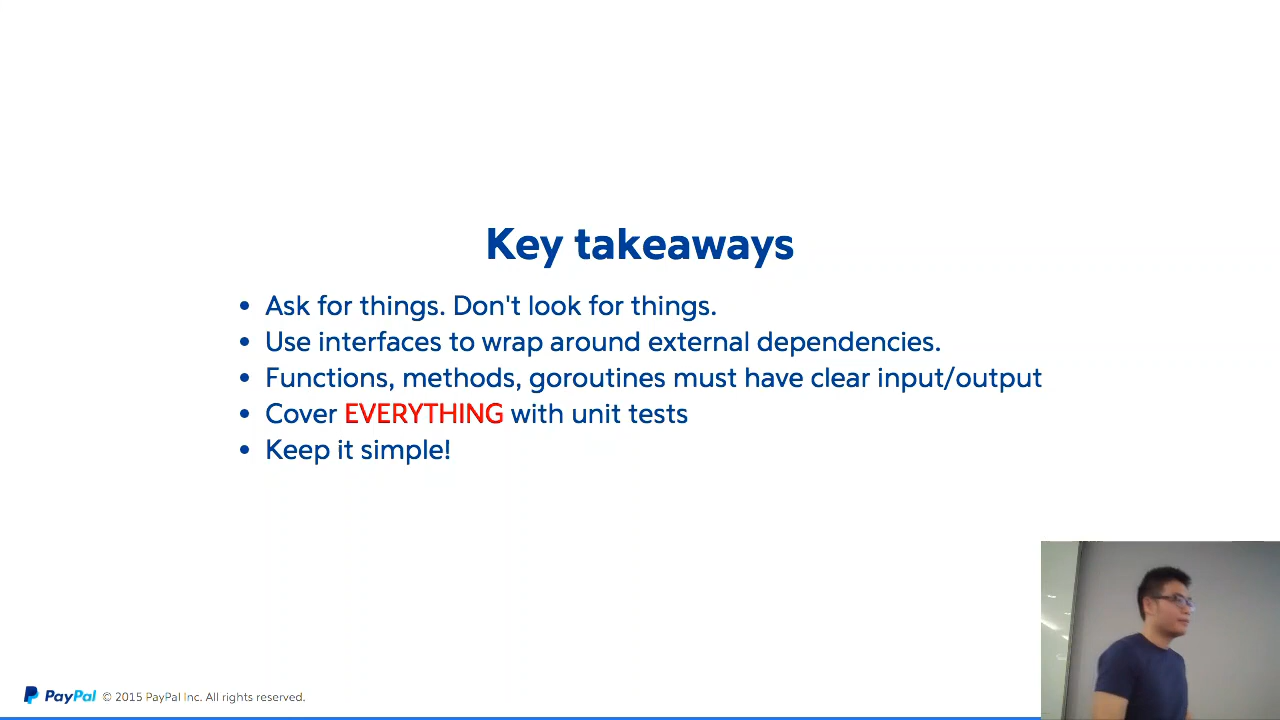 Key takeaways
• Ask for things. Don't look for things.
• Use interfaces to wrap around external dependencies.
• Functions, methods, goroutines must have clear input/output
• Cover EVERYTHING with unit tests
• Keep it simple!
PayPal © 2015 PayPal Inc. All rights reserved.